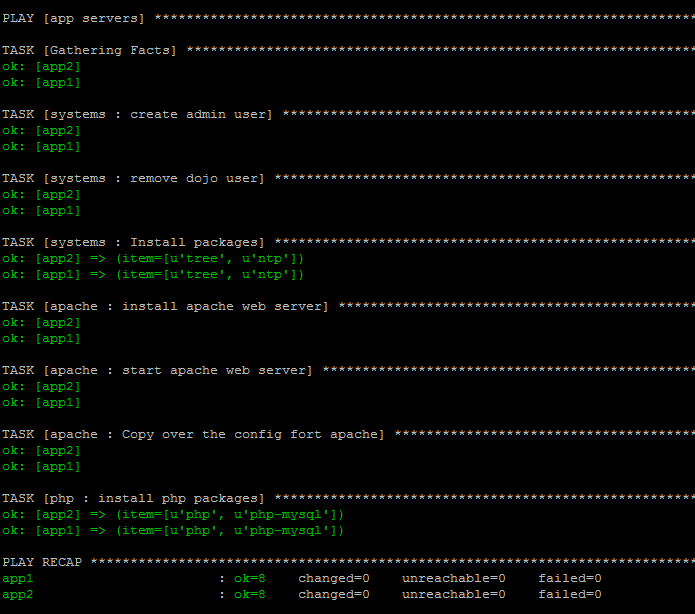 PLAY [app servers] **********************************************************************
TASK [Gathering Facts] ****************************************************************
ok: [app2]
ok: [app1]
TASK [systems : create admin user] ****************************************************
ok: [app2]
ok: [app1]
TASK [systems : remove dojo user] *****************************************************
ok: [app2]
ok: [app1]
TASK [systems : Install packages] *****************************************************
ok: [app2] => (item=[u'tree', u'ntp'])
ok: [app1] => (item=[u'tree', u'ntp'])
TASK [apache : install apache web server] *********************************************
ok: [app2]
ok: [app1]
TASK [apache : start apache web server] ***********************************************
ok: [app2]
ok: [app1]
TASK [apache : Copy over the config fort apache] **************************************
ok: [app2]
ok: [app1]
TASK [php : install php packages] *****************************************************
ok: [app2] => (item=[u'php', u'php-mysql'])
ok: [app1] => (item=[u'php', u'php-mysql'])
PLAY RECAP ****************************************************************************
app1 : ok=8 changed=0 unreachable=0 failed=0
app2 : ok=8 changed=0 unreachable=0 failed=0